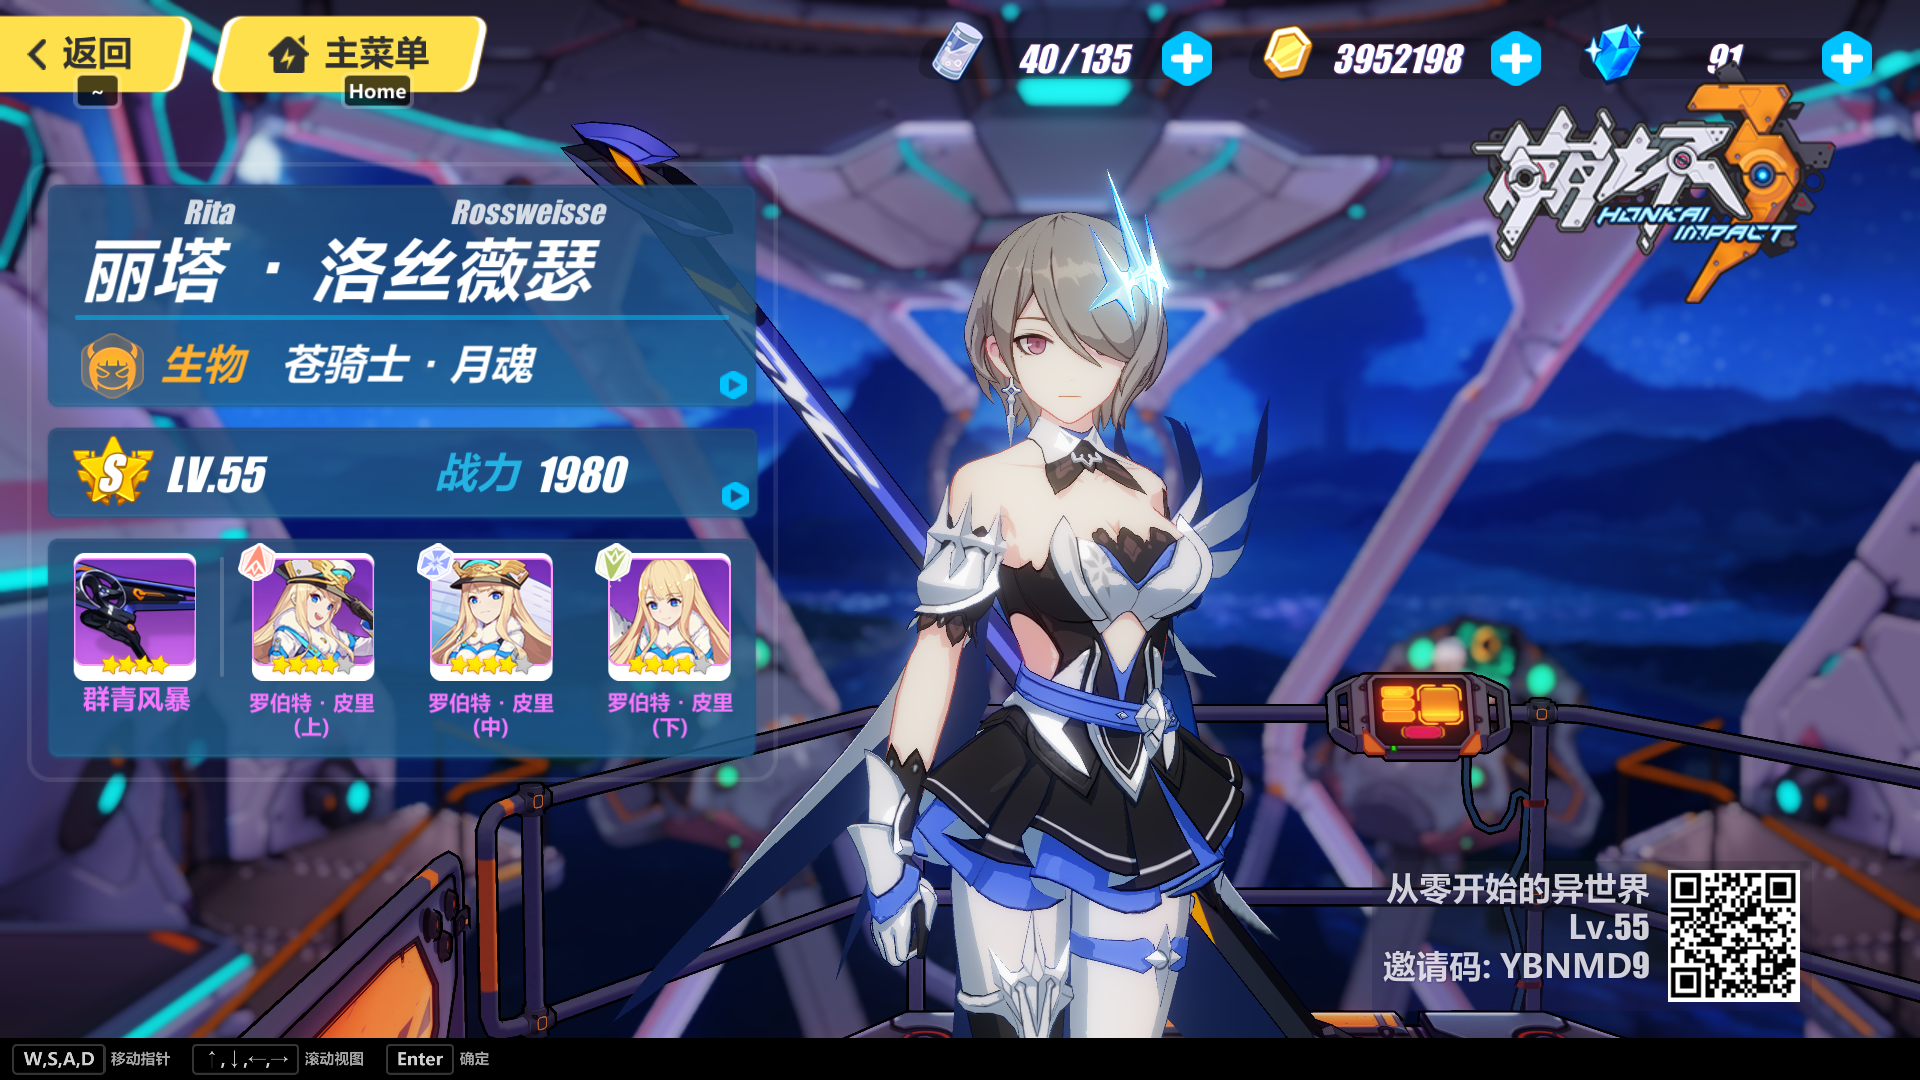 返回
~
主菜单
Home
40/135
3952198
91
崩坏3
HONKAI IMPACT
Rita Rossweisse
丽塔 · 洛丝薇瑟
生物 苍骑士 · 月魂
S LV.55 战力 1980
群青风暴
罗伯特 · 皮里
(上)
罗伯特 · 皮里
(中)
罗伯特 · 皮里
(下)
从零开始的异世界
Lv.55
邀请码: YBNMD9
W,S,A,D 移动指针 ↑,↓,←,→ 滚动视图 Enter 确定